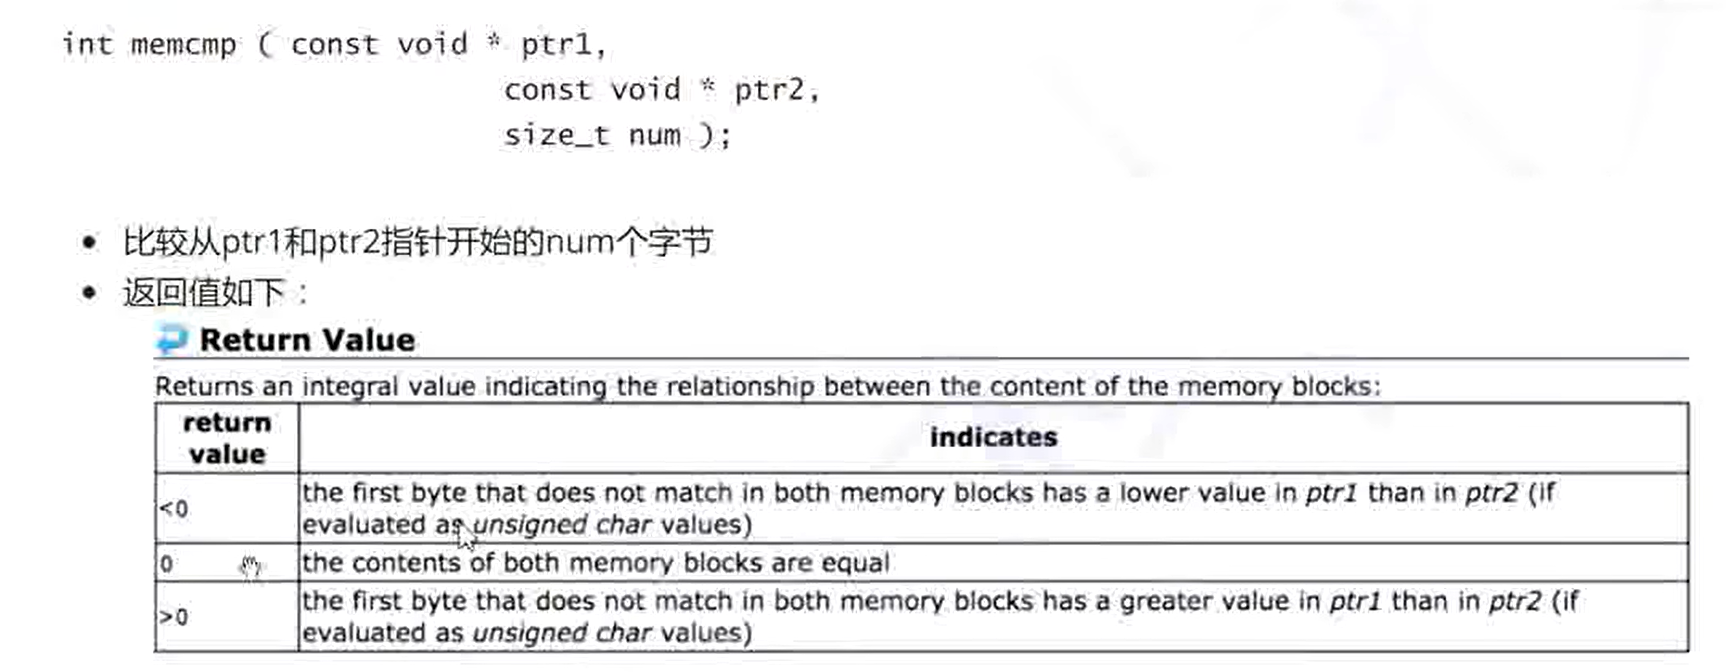 int memcmp ( const void * ptr1,
const void * ptr2,
size_t num );
比较从ptr1和ptr2指针开始的num个字节
返回值如下：
Return Value
Returns an integral value indicating the relationship between the content of the memory blocks:
return
value
indicates
<0
the first byte that does not match in both memory blocks has a lower value in ptr1 than in ptr2 (if
evaluated as unsigned char values)
0
the contents of both memory blocks are equal
>0
the first byte that does not match in both memory blocks has a greater value in ptr1 than in ptr2 (if
evaluated as unsigned char values)